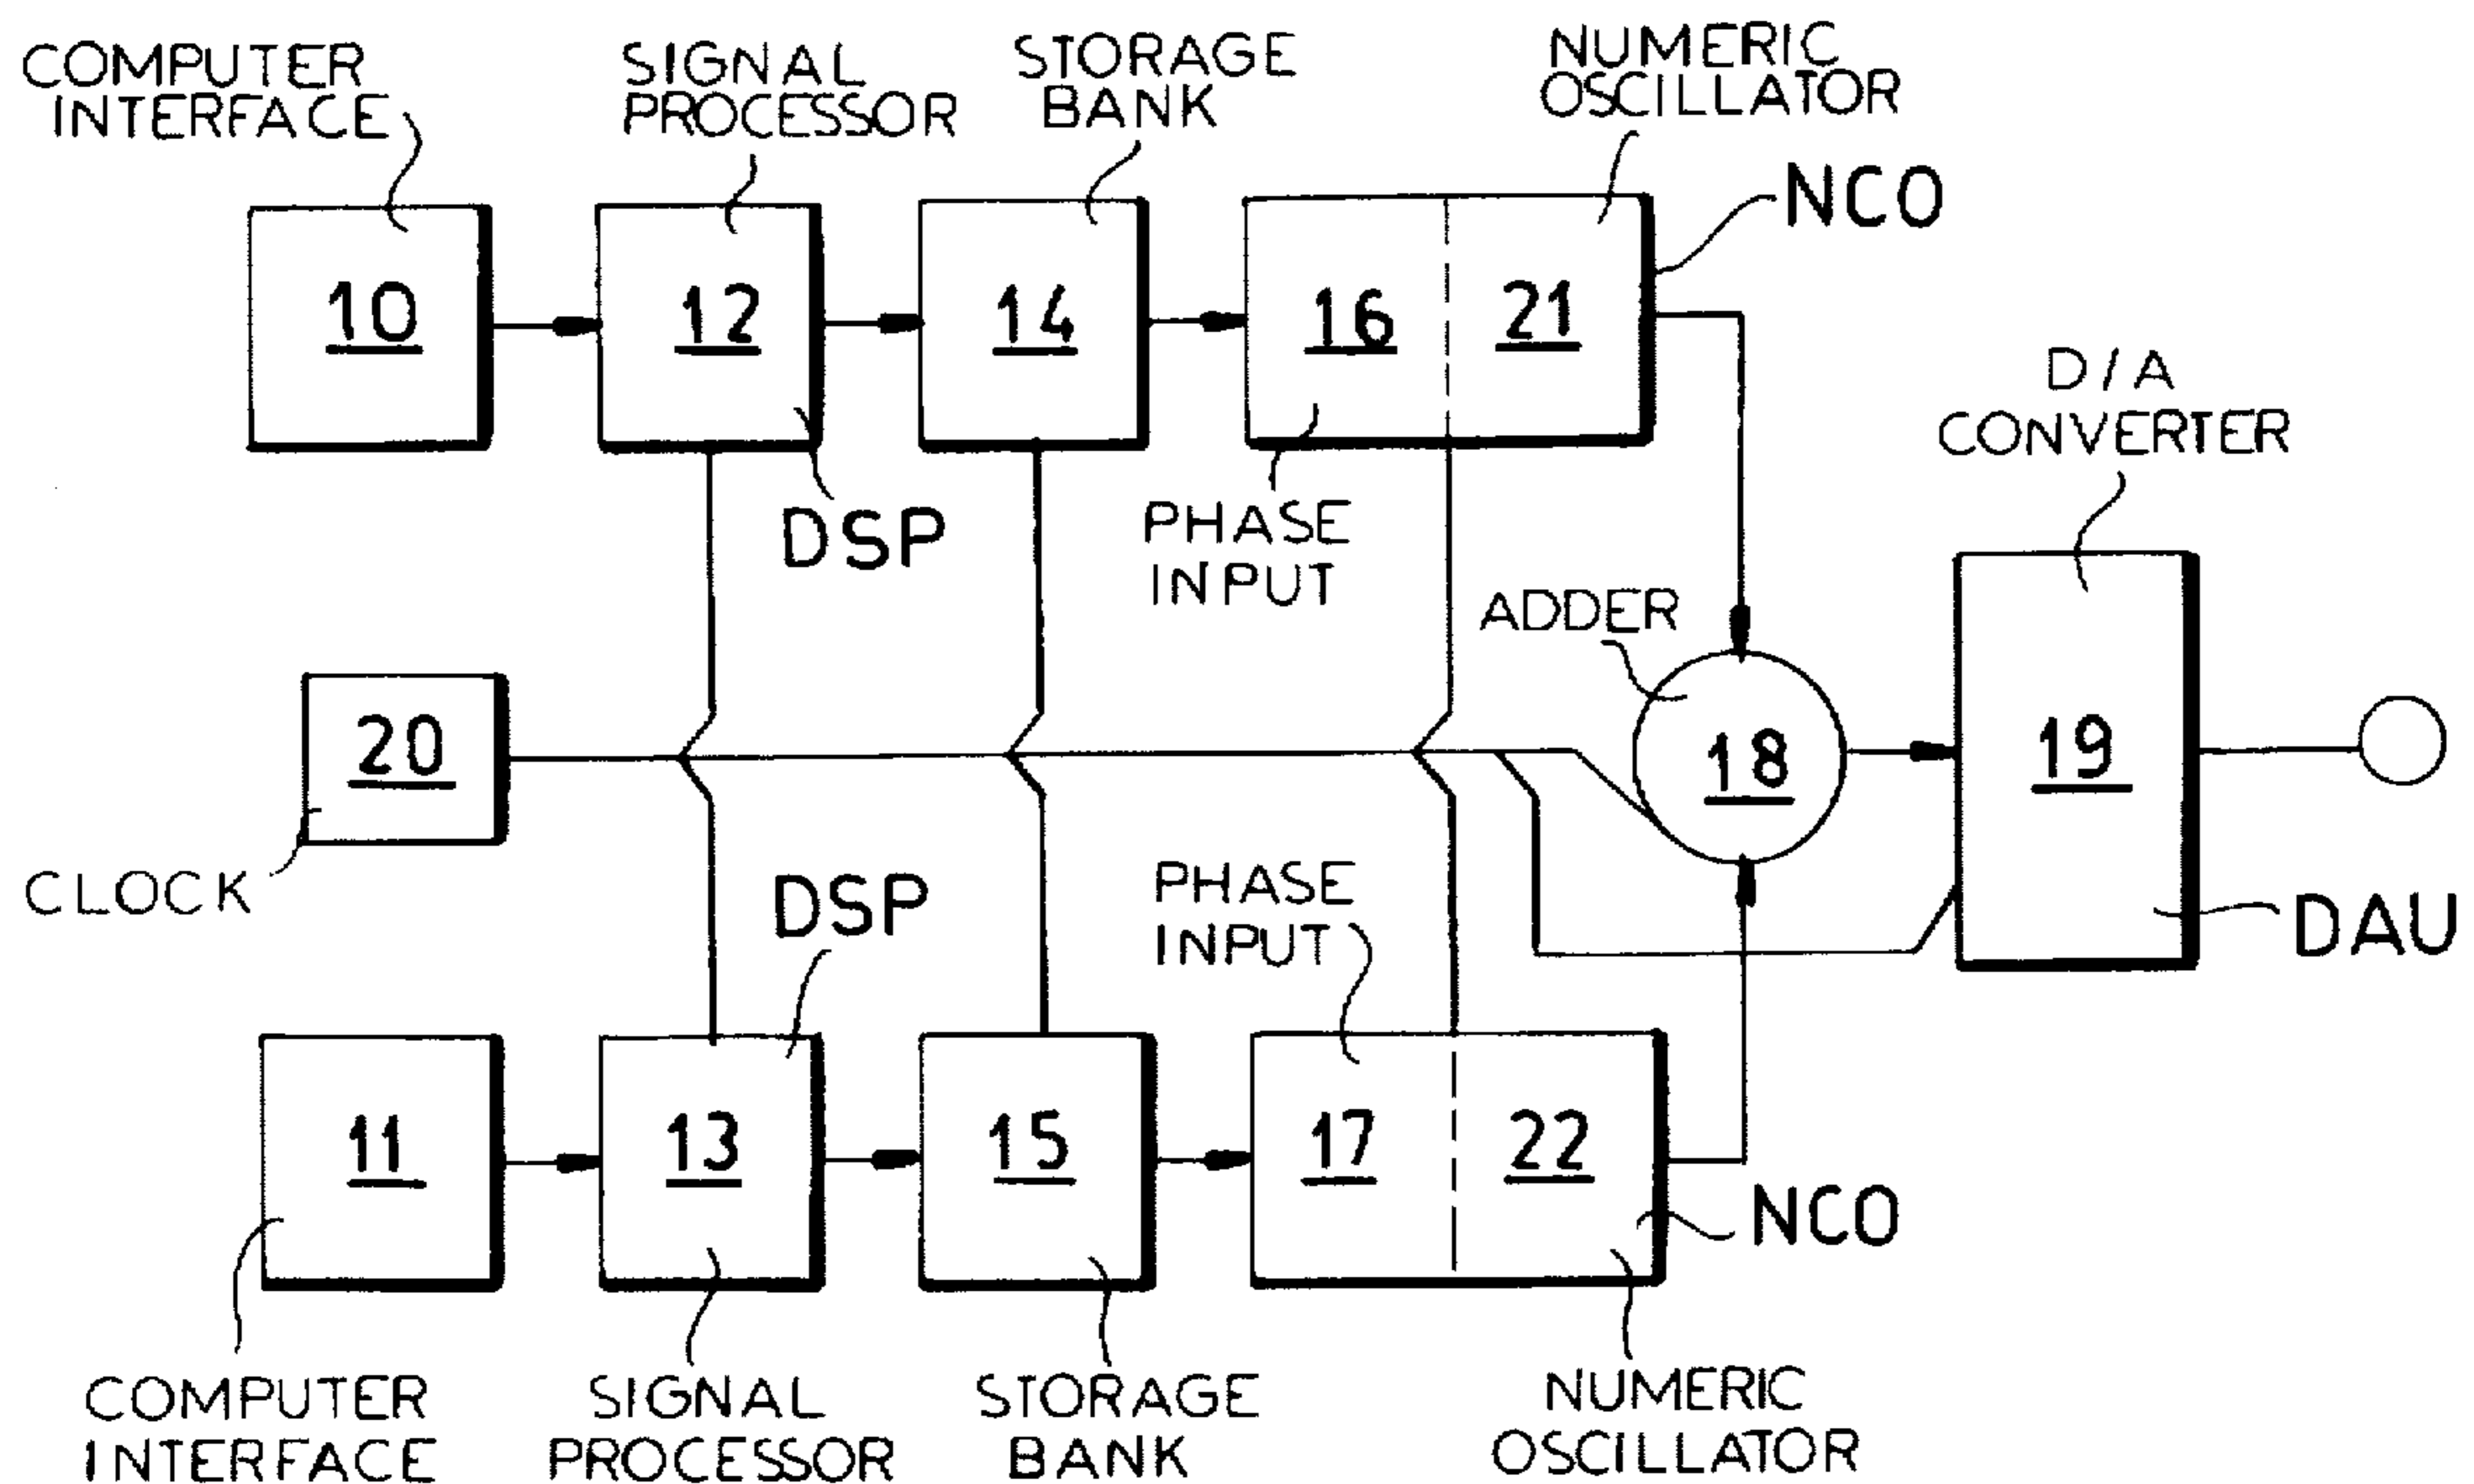 COMPUTER
INTERFACE
SIGNAL
PROCESSOR
STORAGE
BANK
NUMERIC
OSCILLATOR
NCO
10
12
14
16
21
D/A
CONVERTER
DSP
PHASE
INPUT
ADDER
20
18
19
CLOCK
DSP
PHASE
INPUT
DAU
11
13
15
17
22
NCO
COMPUTER
INTERFACE
SIGNAL
PROCESSOR
STORAGE
BANK
NUMERIC
OSCILLATOR